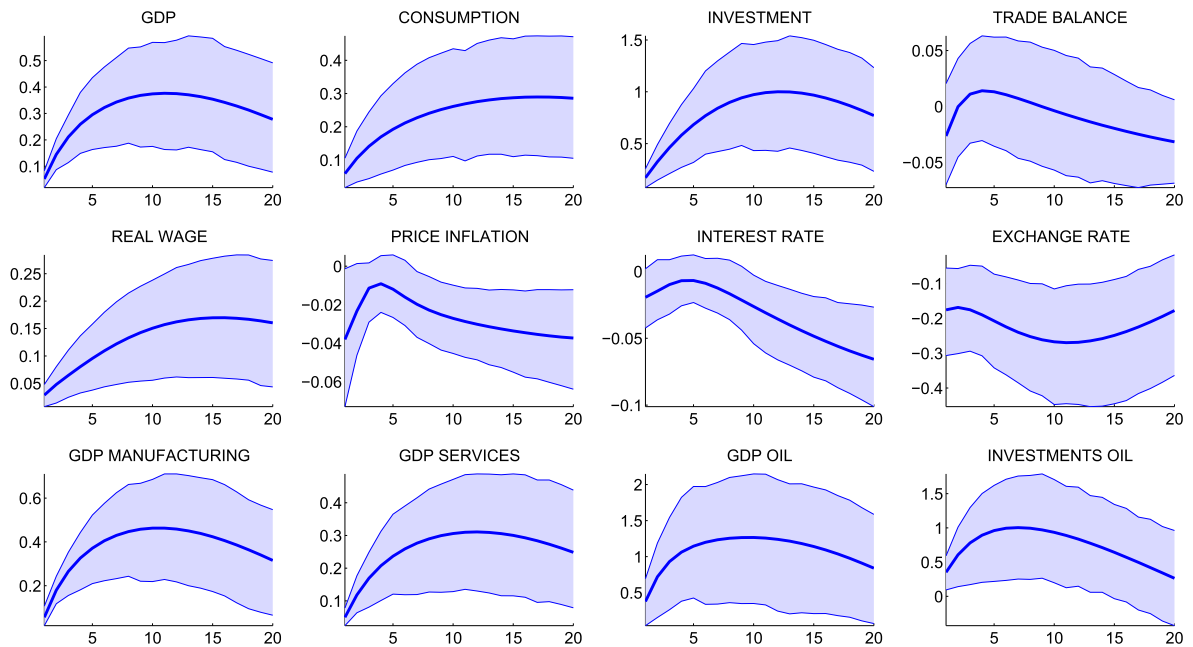 GDP
0.5
0.4
0.3
0.2
0.1
5 10 15 20
CONSUMPTION
0.4
0.3
0.2
0.1
5 10 15 20
INVESTMENT
1.5
1
0.5
5 10 15 20
TRADE BALANCE
0.05
0
−0.05
5 10 15 20
REAL WAGE
0.25
0.2
0.15
0.1
0.05
5 10 15 20
PRICE INFLATION
0
−0.02
−0.04
−0.06
5 10 15 20
INTEREST RATE
0
−0.05
−0.1
5 10 15 20
EXCHANGE RATE
−0.1
−0.2
−0.3
−0.4
5 10 15 20
GDP MANUFACTURING
0.6
0.4
0.2
5 10 15 20
GDP SERVICES
0.4
0.3
0.2
0.1
5 10 15 20
GDP OIL
2
1.5
1
0.5
5 10 15 20
INVESTMENTS OIL
1.5
1
0.5
0
5 10 15 20